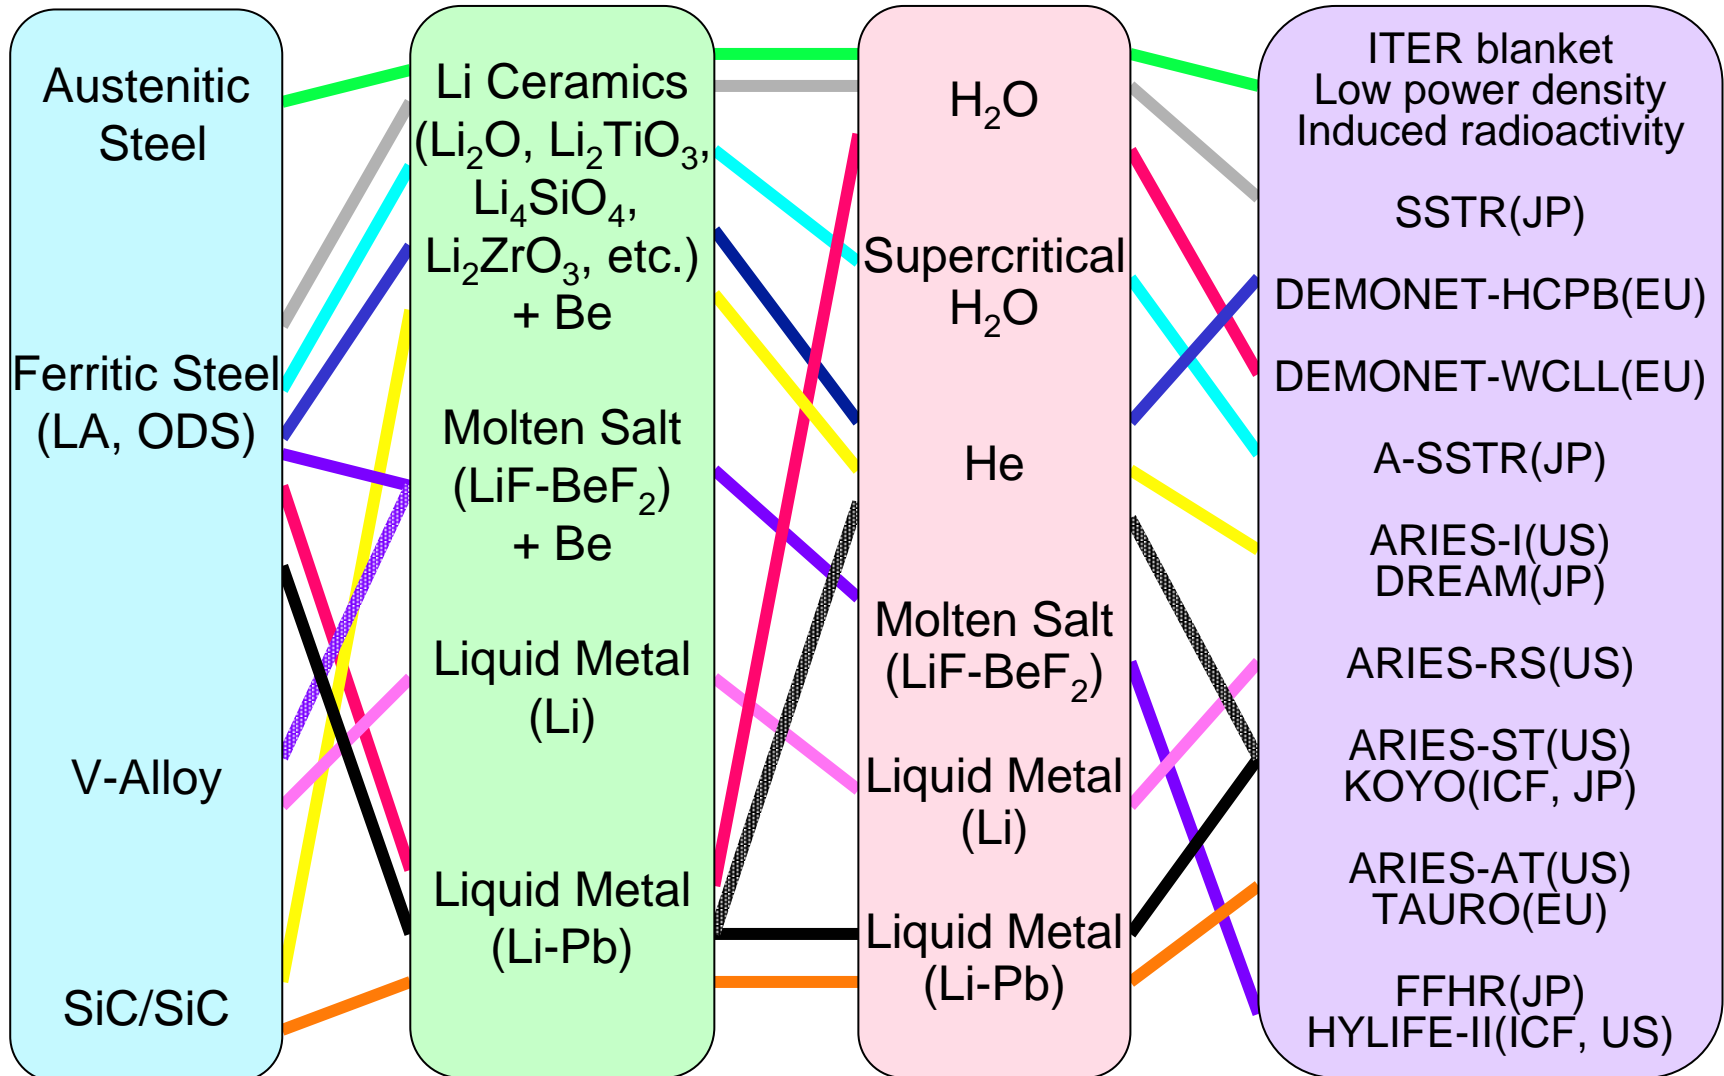 Austenitic
Steel
Ferritic Steel
(LA, ODS)
V-Alloy
SiC/SiC
Li Ceramics
(Li₂O, Li₂TiO₃,
Li₄SiO₄,
Li₂ZrO₃, etc.)
+ Be
Molten Salt
(LiF-BeF₂)
+ Be
Liquid Metal
(Li)
Liquid Metal
(Li-Pb)
H₂O
Supercritical
H₂O
He
Molten Salt
(LiF-BeF₂)
Liquid Metal
(Li)
Liquid Metal
(Li-Pb)
ITER blanket
Low power density
Induced radioactivity
SSTR(JP)
DEMONET-HCPB(EU)
DEMONET-WCLL(EU)
A-SSTR(JP)
ARIES-I(US)
DREAM(JP)
ARIES-RS(US)
ARIES-ST(US)
KOYO(ICF, JP)
ARIES-AT(US)
TAURO(EU)
FFHR(JP)
HYLIFE-II(ICF, US)